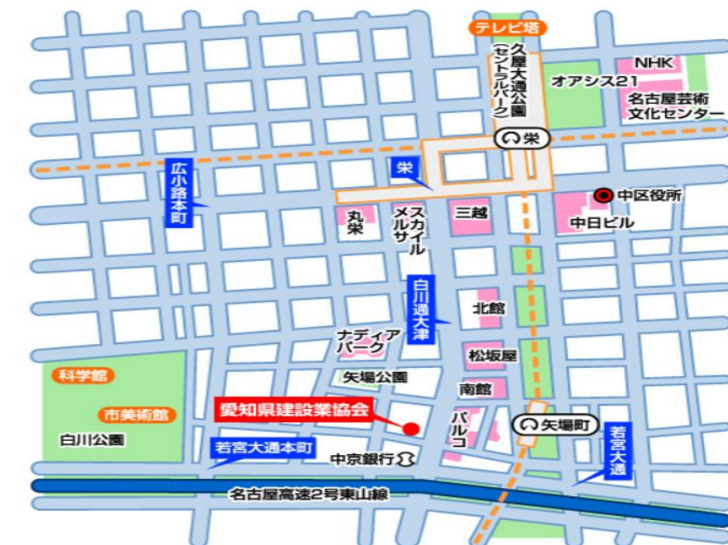 テレビ塔
久屋大通公園
(セントラルパーク)
NHK
オアシス21
名古屋芸術
文化センター
栄
広小路本町
栄
中区役所
丸栄
スカイル
メルサ
三越
中日ビル
白川通大津
北館
ナディア
パーク
松坂屋
科学館
矢場公園
南館
市美術館
愛知県建設業協会
パルコ
矢場町
白川公園
若宮大通本町
中京銀行
若宮大通
名古屋高速2号東山線